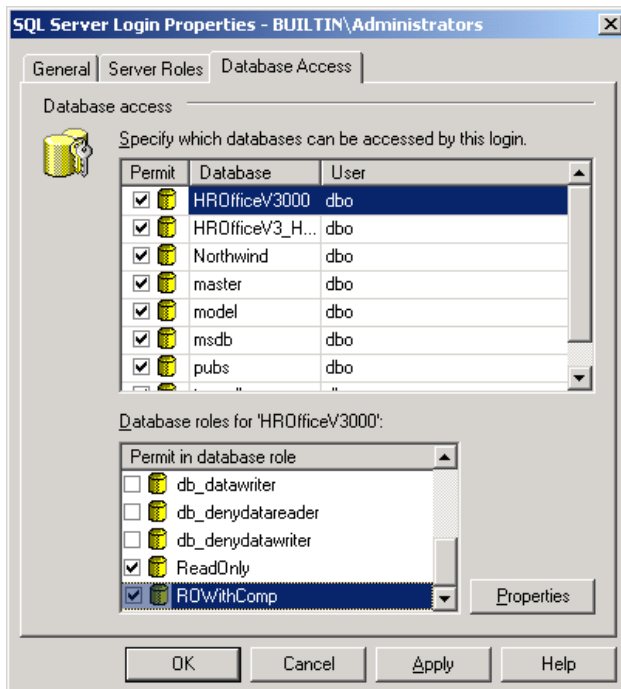 SQL Server Login Properties - BUILTIN\Administrators
General Server Roles Database Access
Database access
Specify which databases can be accessed by this login.
Permit Database User
HROfficeV3000 dbo
HROfficeV3_H... dbo
Northwind dbo
master dbo
model dbo
msdb dbo
pubs dbo
Database roles for 'HROfficeV3000':
Permit in database role
db_datawriter
db_denydatareader
db_denydatawriter
ReadOnly
ROWithComp
Properties
OK Cancel Apply Help